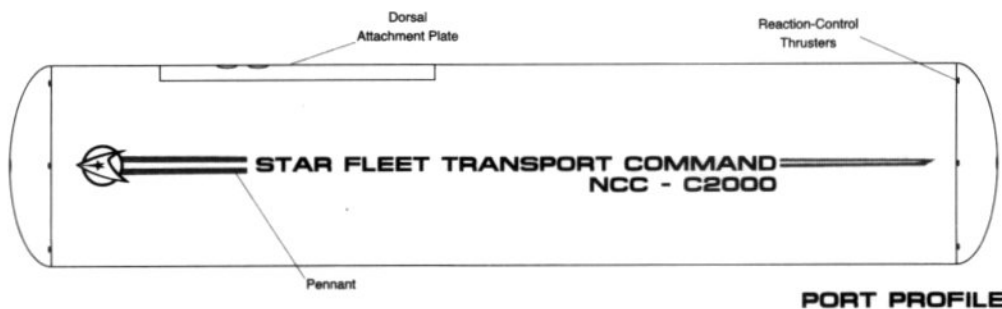 Dorsal
Attachment Plate
Reaction-Control
Thrusters
STAR FLEET TRANSPORT COMMAND
NCC - C2000
Pennant
PORT PROFILE